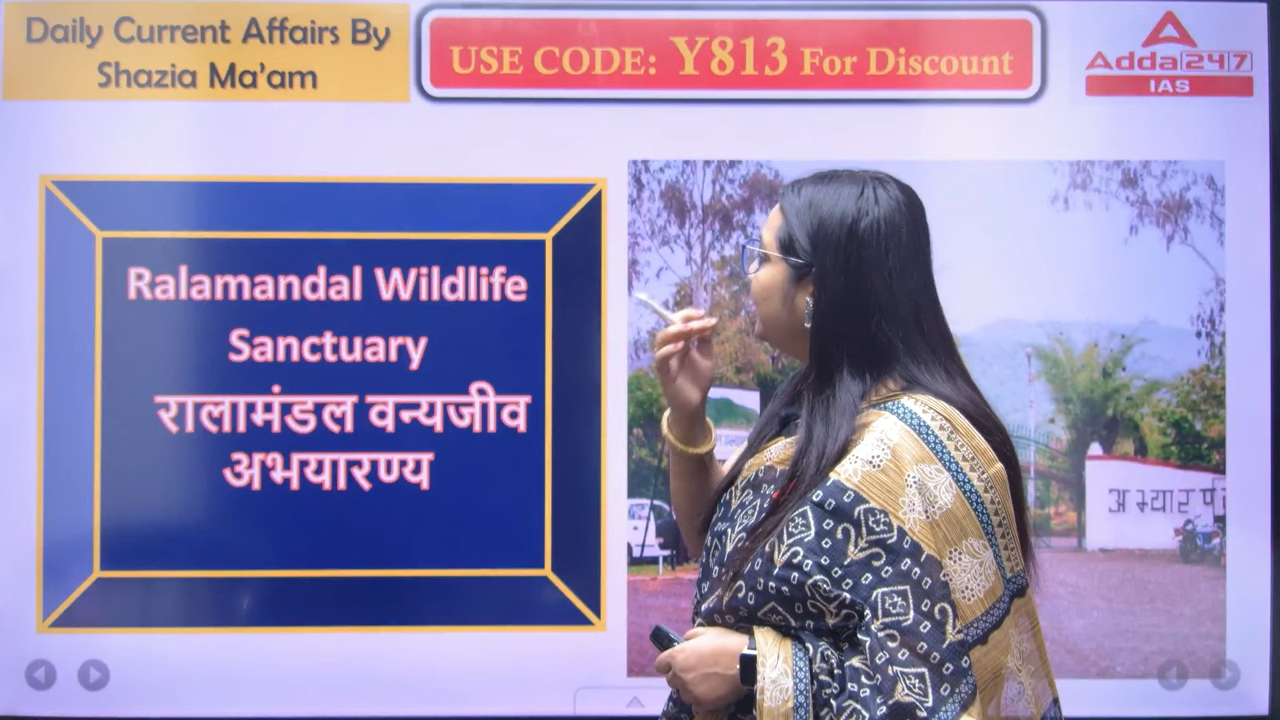 Daily Current Affairs By
Shazia Ma'am
USE CODE: Y813 For Discount
Adda247
IAS
Ralamandal Wildlife
Sanctuary
रालामंडल वन्यजीव
अभयारण्य